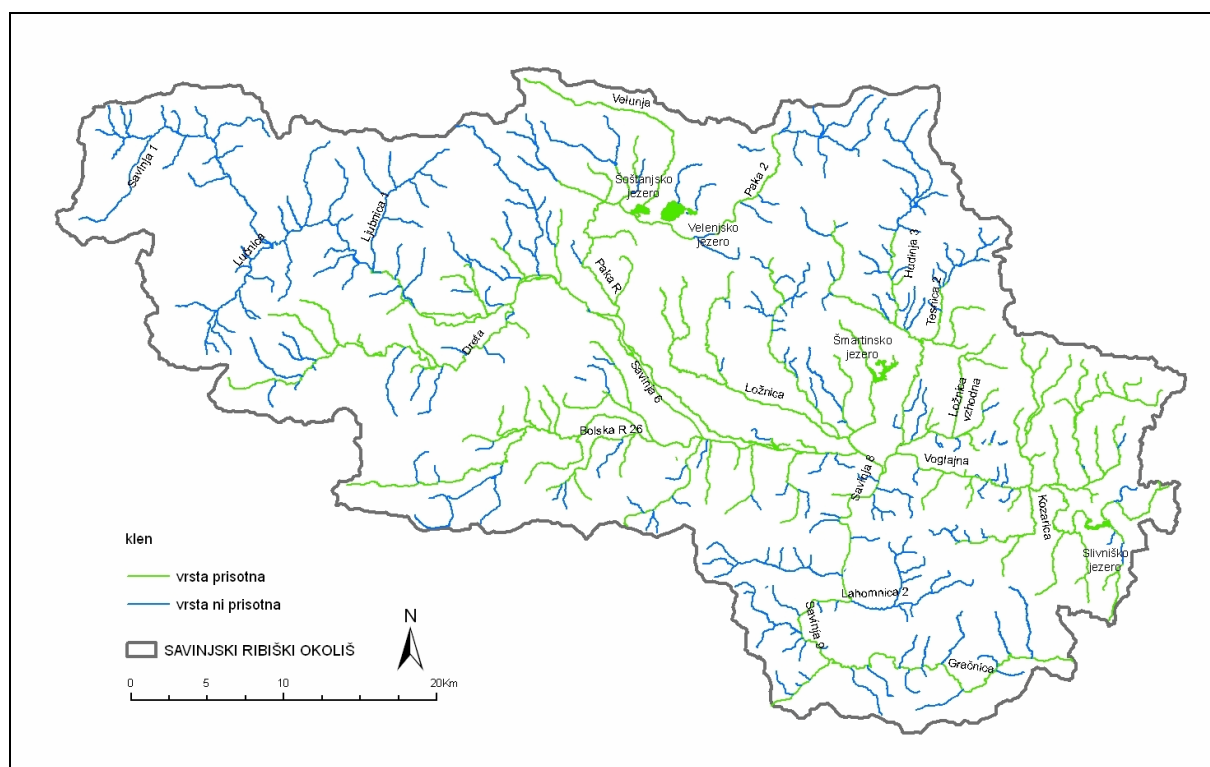 Velunja
Savinja 1
Šoštanjsko
jezero
Paka 2
Ljubnica 1
Velenjsko
jezero
Lučnica
Hudinja 3
Paka R
Tesnica 2
Šmartinsko
jezero
Dreta
Savinja 6
Ložnica
Ložnica
vzhodna
Bolska R 26
Voglajna
Savinja 8
Kozarica
Slivniško
jezero
klen
vrsta prisotna
vrsta ni prisotna
SAVINJSKI RIBIŠKI OKOLIŠ
N
0 5 10 20Km
Lahomnica 2
Savinja 9
Gračnica